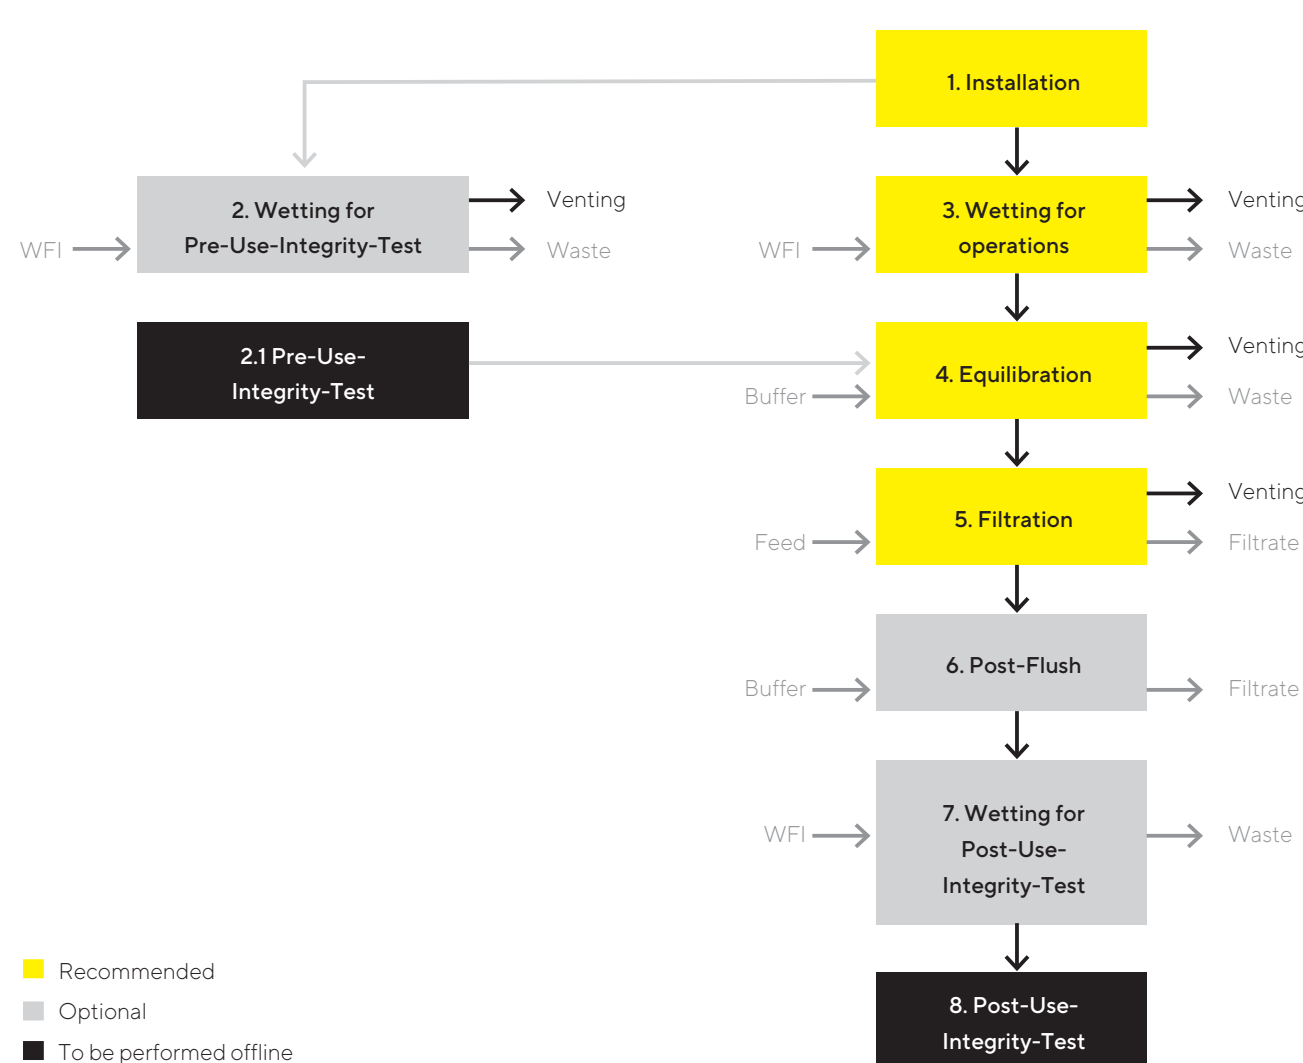 1. Installation
2. Wetting for
Pre-Use-Integrity-Test
WFI
Venting
Waste
3. Wetting for
operations
WFI
Venting
Waste
2.1 Pre-Use-
Integrity-Test
4. Equilibration
Buffer
Venting
Waste
5. Filtration
Feed
Venting
Filtrate
6. Post-Flush
Buffer
Filtrate
7. Wetting for
Post-Use-
Integrity-Test
WFI
Waste
8. Post-Use-
Integrity-Test
Recommended
Optional
To be performed offline